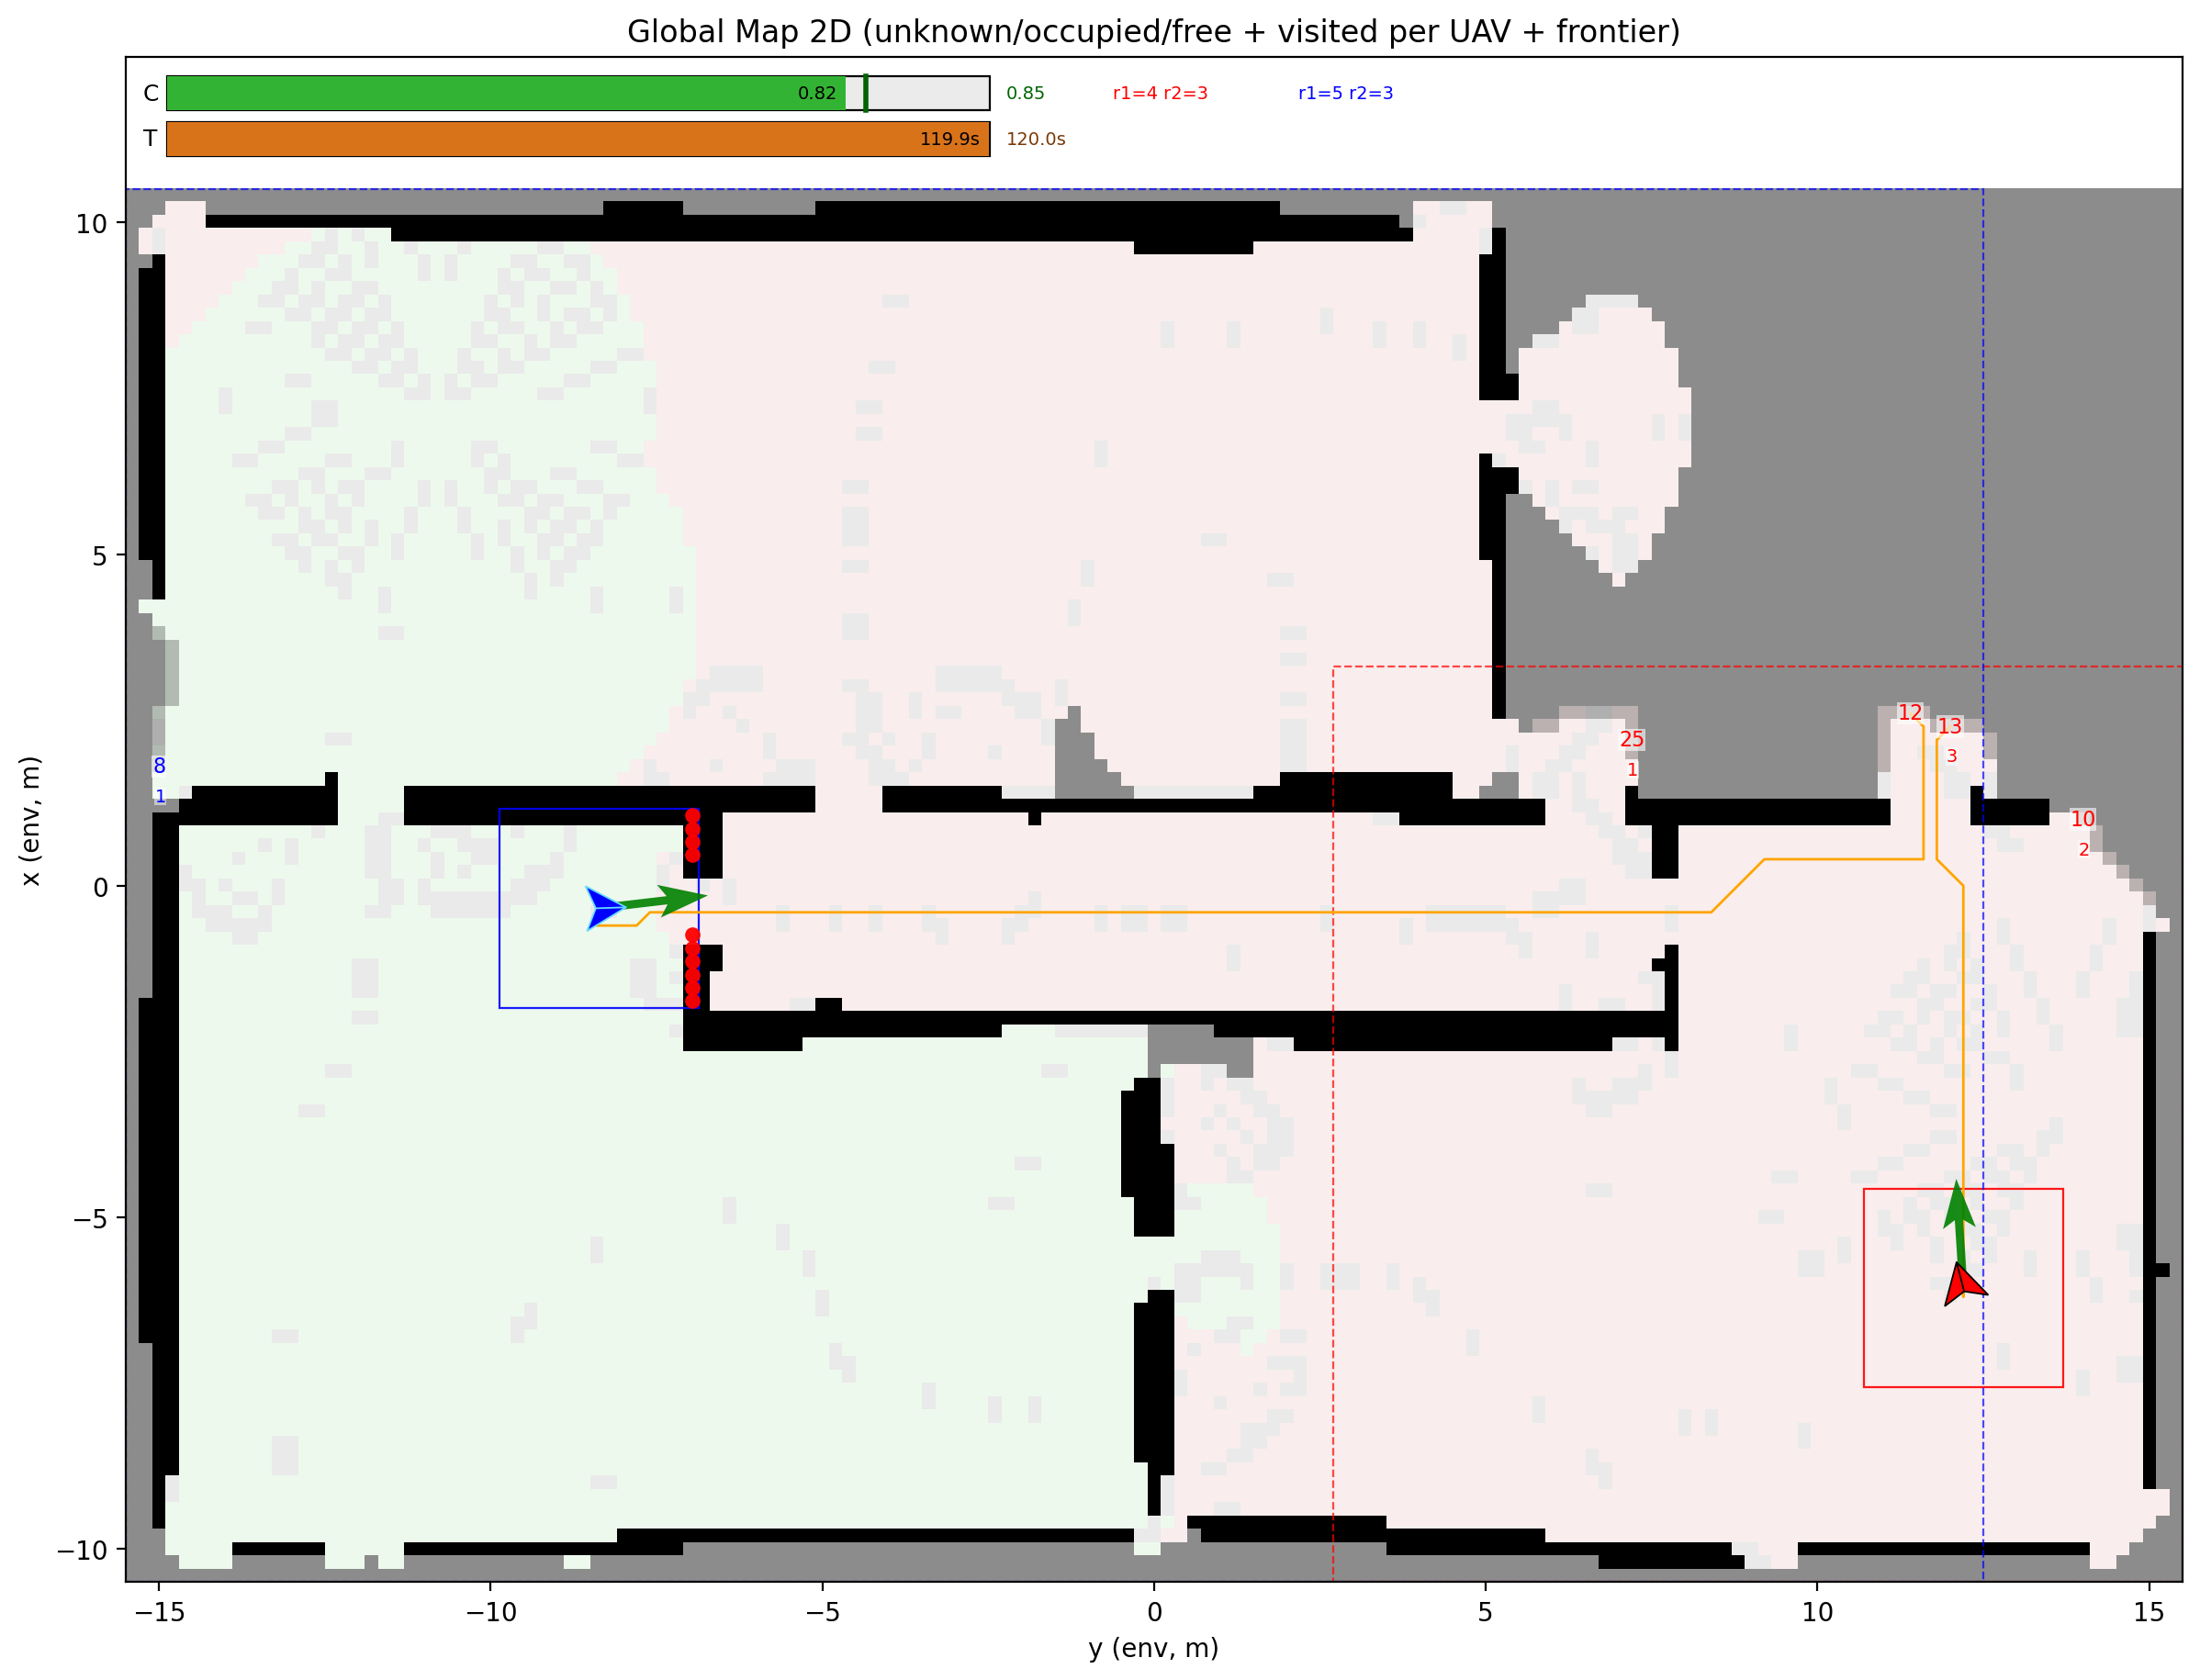 Global Map 2D (unknown/occupied/free + visited per UAV + frontier)
C 0.82 0.85 r1=4 r2=3 r1=5 r2=3
T 119.9s 120.0s
10
5
0
−5
−10
x (env, m)
12
13
25
3
1
8
1
10
2
−15 −10 −5 0 5 10 15
y (env, m)